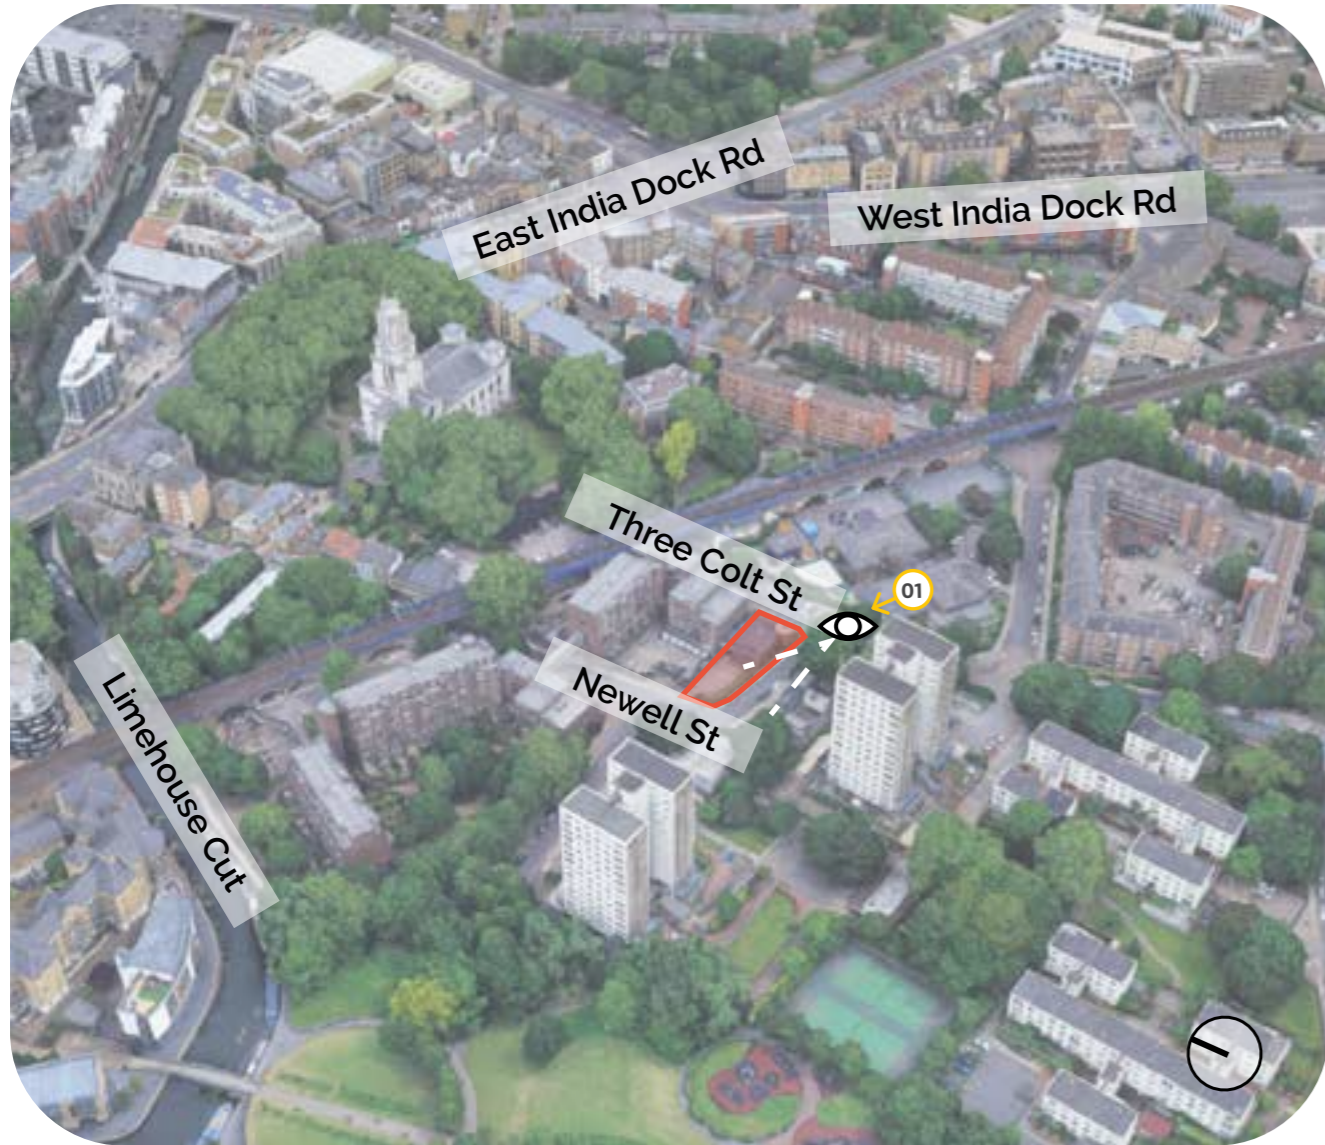 East India Dock Rd
West India Dock Rd
Three Colt St
01
Newell St
Limehouse Cut